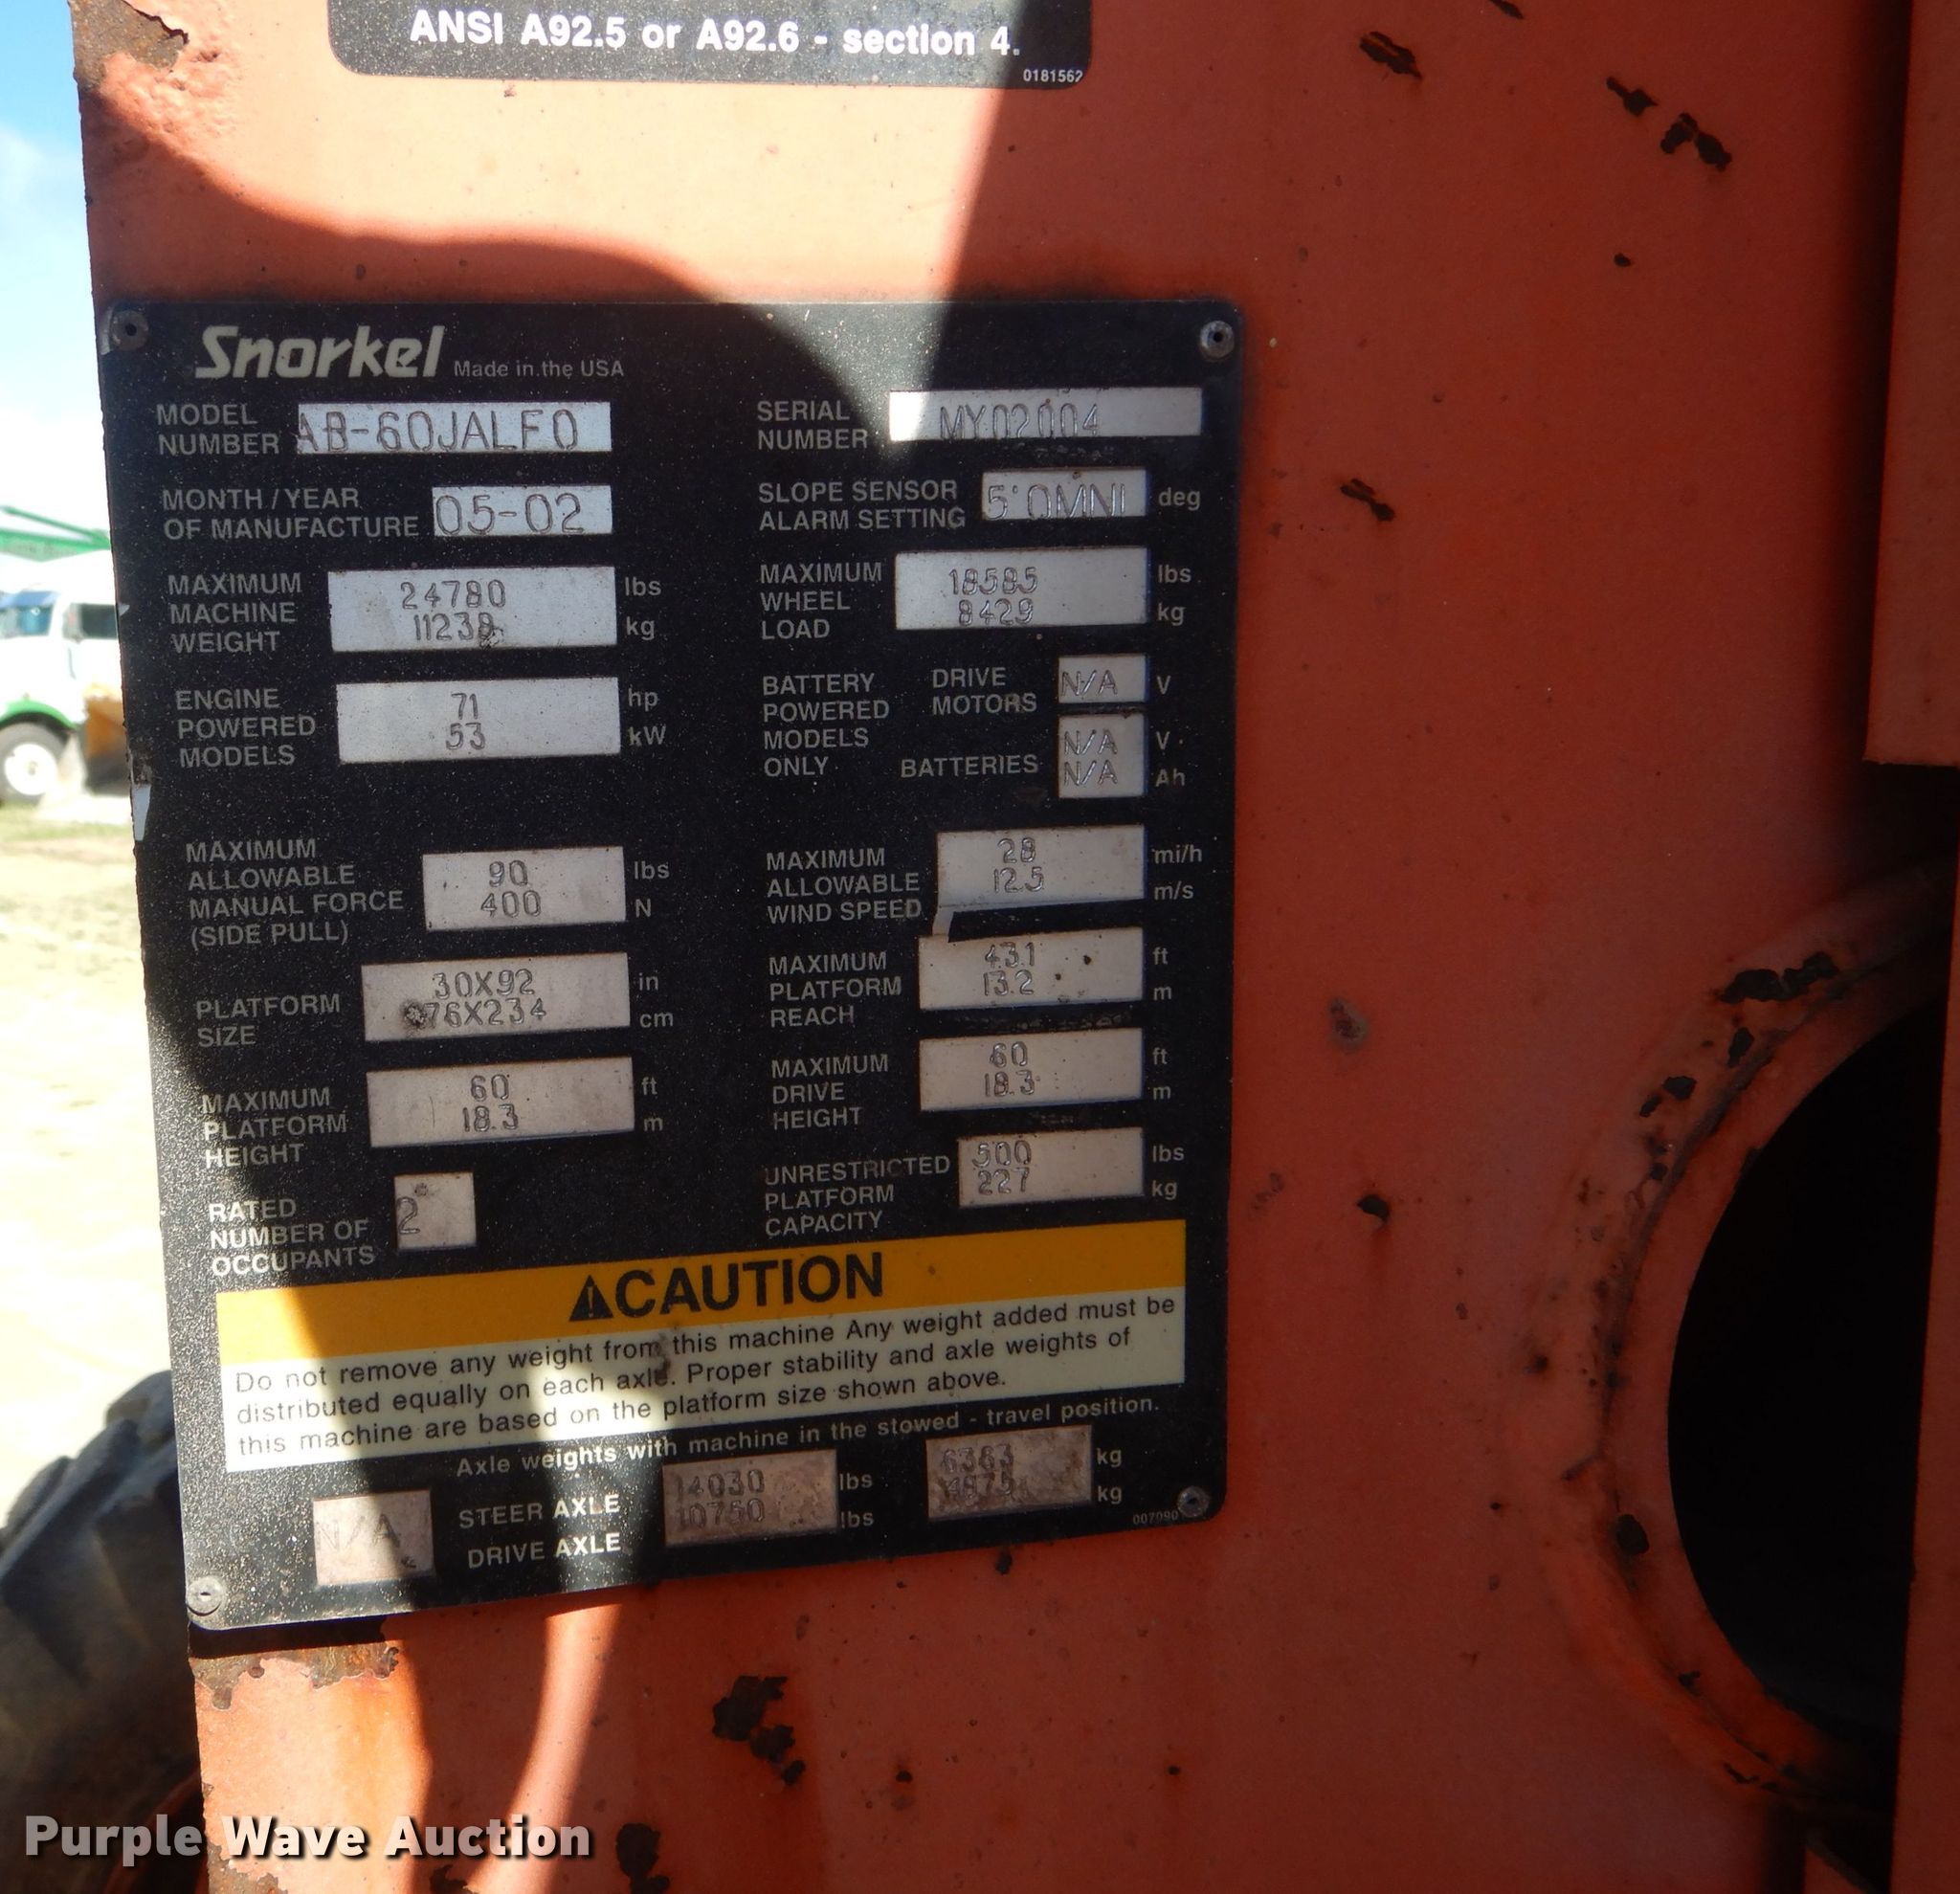 ANSI A92.5 or A92.6 - section 4.
0181562
Snorkel Made in the USA
MODEL NUMBER AB-60JALFO
SERIAL NUMBER MY02004
MONTH / YEAR OF MANUFACTURE 05-02
SLOPE SENSOR ALARM SETTING 5°OMNI deg
MAXIMUM MACHINE WEIGHT
24780 lbs
11238 kg
MAXIMUM WHEEL LOAD
18585 lbs
8429 kg
ENGINE POWERED MODELS
71 hp
53 kW
BATTERY POWERED MODELS ONLY
DRIVE MOTORS N/A V
BATTERIES
N/A V
N/A Ah
MAXIMUM ALLOWABLE MANUAL FORCE (SIDE PULL)
90 lbs
400 N
MAXIMUM ALLOWABLE WIND SPEED
28 mi/h
12.5 m/s
PLATFORM SIZE
30X92 in
76X234 cm
MAXIMUM PLATFORM REACH
43.1 ft
13.2 m
MAXIMUM PLATFORM HEIGHT
60 ft
18.3 m
MAXIMUM DRIVE HEIGHT
60 ft
18.3 m
RATED NUMBER OF OCCUPANTS 2
UNRESTRICTED PLATFORM CAPACITY
500 lbs
227 kg
CAUTION
Do not remove any weight from this machine Any weight added must be
distributed equally on each axle. Proper stability and axle weights of
this machine are based on the platform size shown above.
Axle weights with machine in the stowed - travel position.
N/A
STEER AXLE 14030 lbs 6363 kg
DRIVE AXLE 10750 lbs kg
Purple Wave Auction